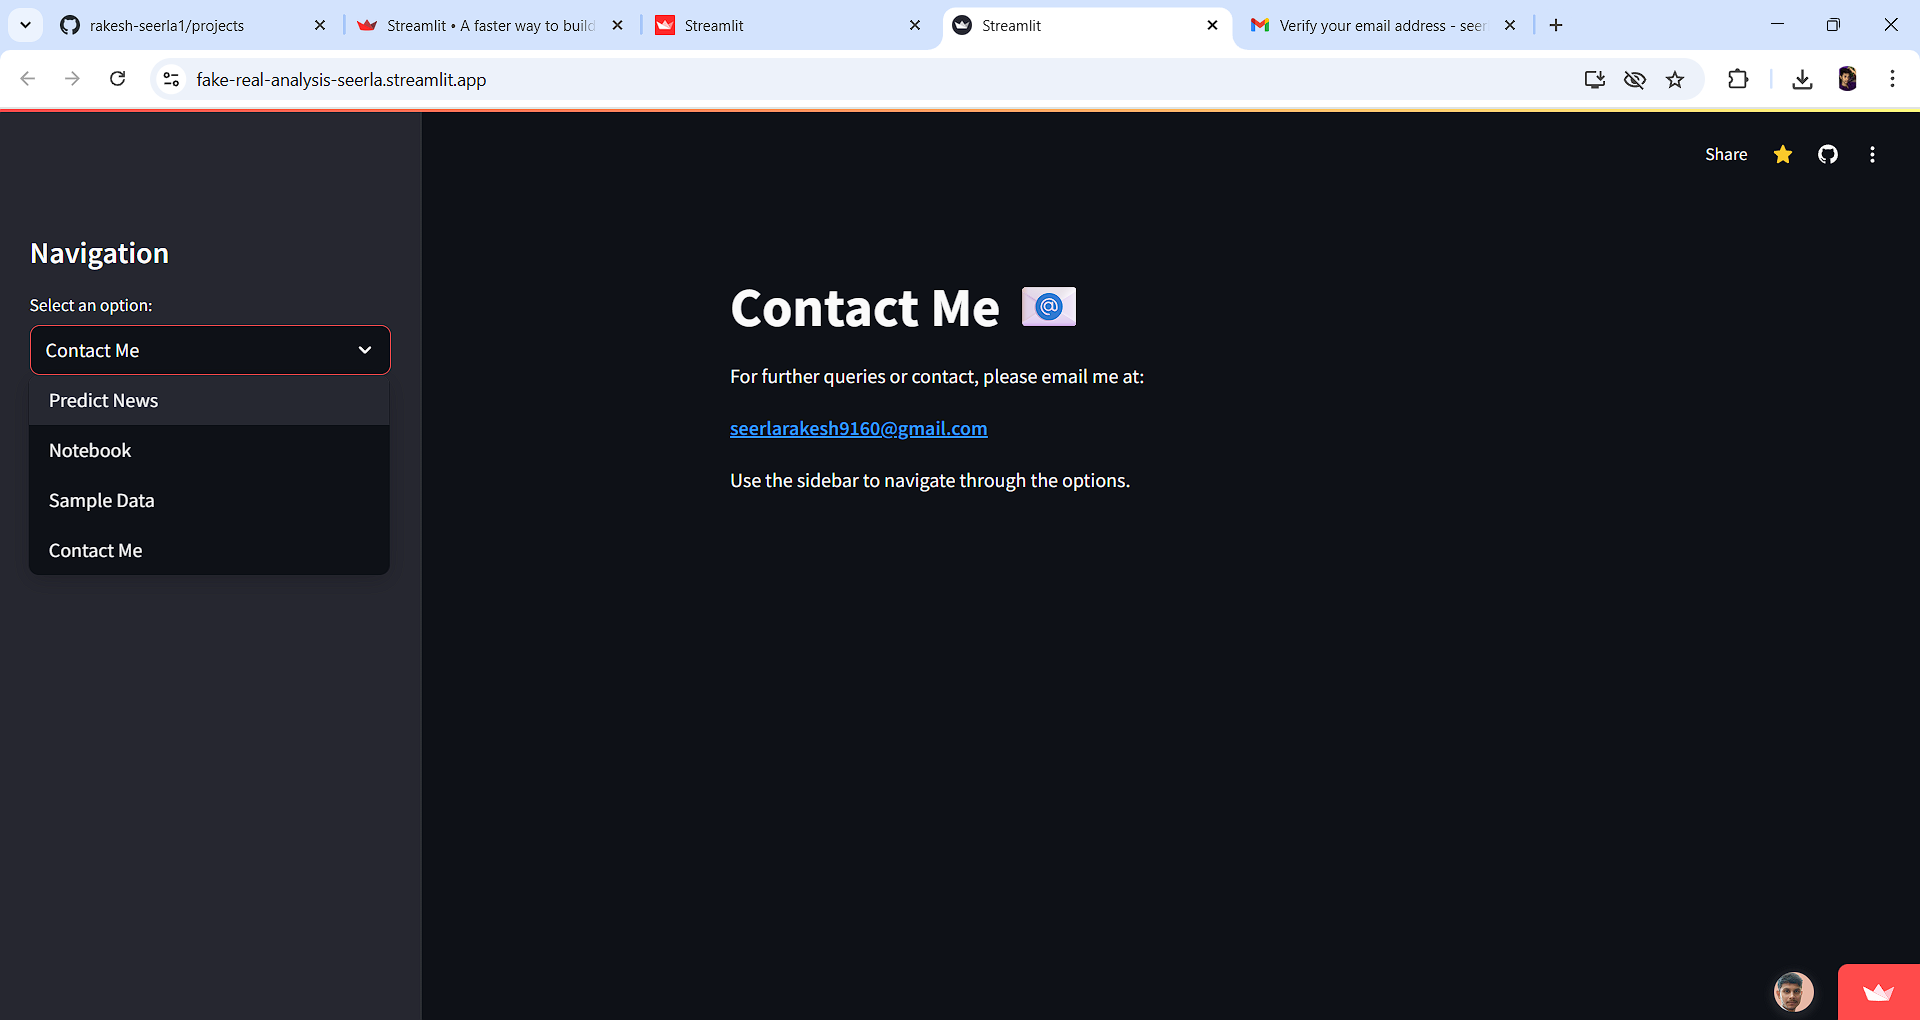 rakesh-seerla1/projects
Streamlit • A faster way to build
Streamlit
Streamlit
Verify your email address - seer
fake-real-analysis-seerla.streamlit.app
Share
Navigation
Select an option:
Contact Me
Predict News
Notebook
Sample Data
Contact Me
Contact Me
For further queries or contact, please email me at:
seerlarakesh9160@gmail.com
Use the sidebar to navigate through the options.